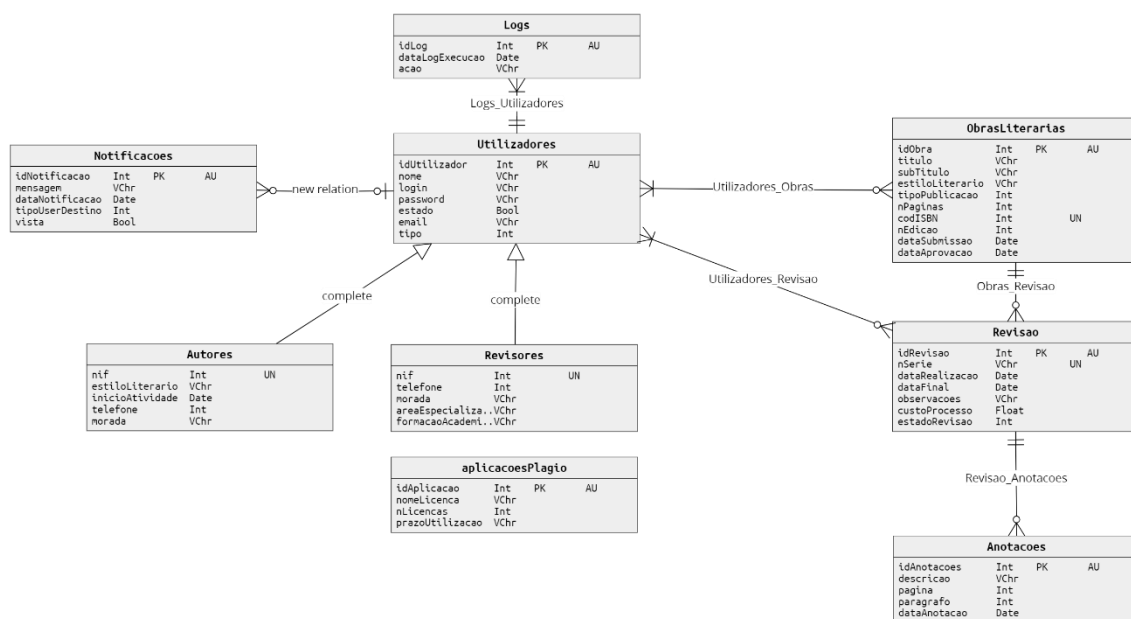 Logs
idLog Int PK AU
dataLogExecucao Date
acao VChr
Logs_Utilizadores
Utilizadores
idUtilizador Int PK AU
nome VChr
login VChr
password VChr
estado Bool
email VChr
tipo Int
Notificacoes
idNotificacao Int PK AU
mensagem VChr
dataNotificacao Date
tipoUserDestino Int
vista Bool
new relation
Utilizadores_Obras
ObrasLiterarias
idObra Int PK AU
titulo VChr
subTitulo VChr
estiloLiterario VChr
tipoPublicacao Int
nPaginas Int
codISBN Int UN
nEdicao Int
dataSubmissao Date
dataAprovacao Date
Utilizadores_Revisao
Obras_Revisao
complete
complete
Autores
nif Int UN
estiloLiterario VChr
inicioAtividade Date
telefone Int
morada VChr
Revisores
nif Int UN
telefone Int
morada VChr
areaEspecializa..VChr
formacaoAcademi..VChr
Revisao
idRevisao Int PK AU
nSerie VChr UN
dataRealizacao Date
dataFinal Date
observacoes VChr
custoProcesso Float
estadoRevisao Int
aplicacoesPlagio
idAplicacao Int PK AU
nomeLicenca VChr
nLicencas Int
prazoUtilizacao VChr
Revisao_Anotacoes
Anotacoes
idAnotacoes Int PK AU
descricao VChr
pagina Int
paragrafo Int
dataAnotacao Date